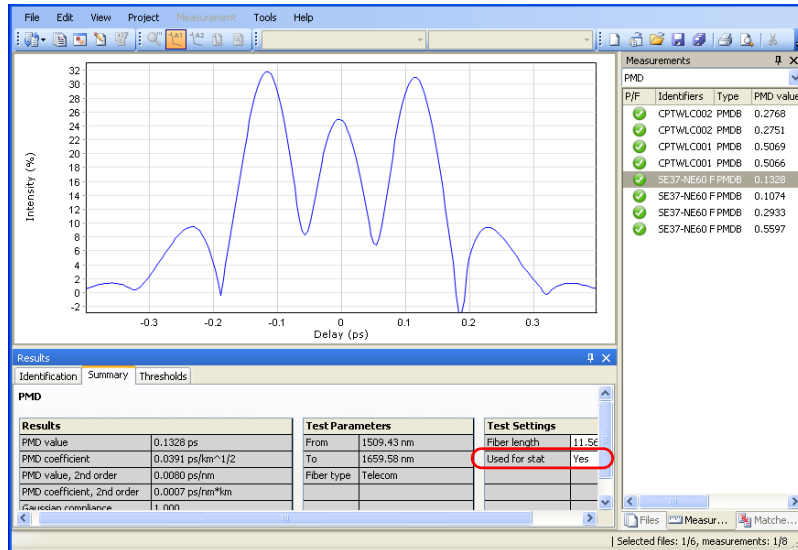 File Edit View Project Measurement Tools Help
A1 A2
Intensity (%)
32
30
28
26
24
22
20
18
16
14
12
10
8
6
4
2
0
-2
-0.3 -0.2 -0.1 0 0.1 0.2 0.3
Delay (ps)
Measurements
PMD
P/F Identifiers Type PMD value
CPTWLC002 PMDB 0.2768
CPTWLC002 PMDB 0.2751
CPTWLC001 PMDB 0.5069
CPTWLC001 PMDB 0.5066
SE37-NE60 F PMDB 0.1328
SE37-NE60 F PMDB 0.1074
SE37-NE60 F PMDB 0.2933
SE37-NE60 F PMDB 0.5597
Results
Identification Summary Thresholds
PMD
Results
PMD value 0.1328 ps
PMD coefficient 0.0391 ps/km^1/2
PMD value, 2nd order 0.0080 ps/nm
PMD coefficient, 2nd order 0.0007 ps/nm*km
Gaussian compliance 1.000
Test Parameters
From 1509.43 nm
To 1659.58 nm
Fiber type Telecom
Test Settings
Fiber length 11.56
Used for stat Yes
Files Measur... Matche...
Selected files: 1/6, measurements: 1/8